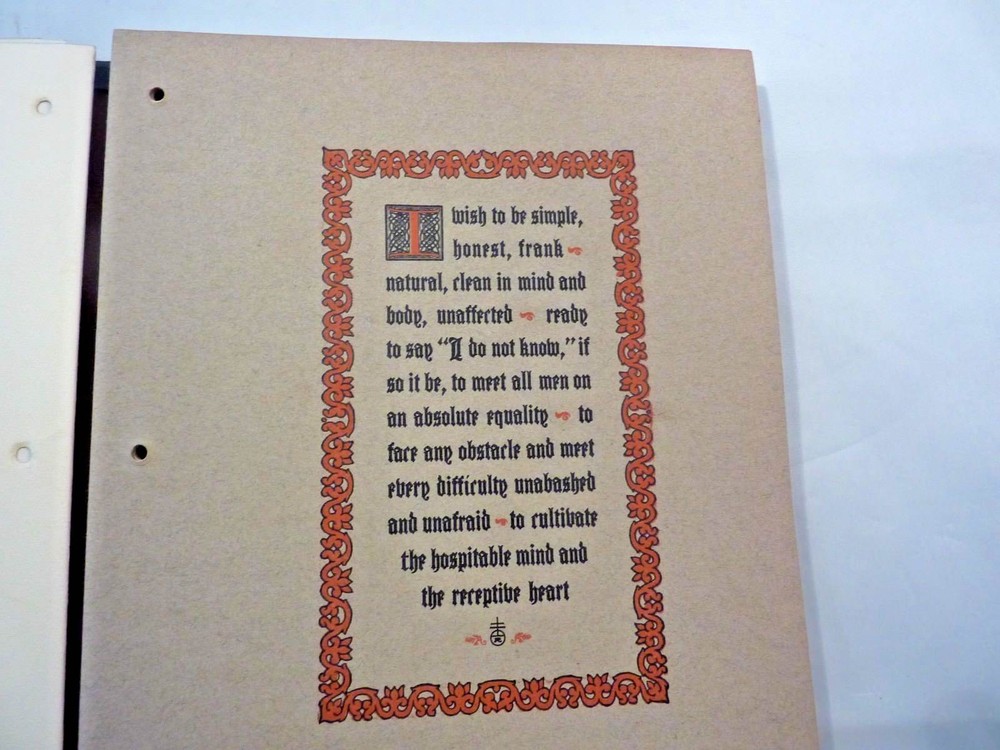 I wish to be simple,
honest, frank
natural, clean in mind and
body, unaffected ready
to say “I do not know,” if
so it be, to meet all men on
an absolute equality to
face any obstacle and meet
every difficulty unabashed
and unafraid to cultivate
the hospitable mind and
the receptive heart
R